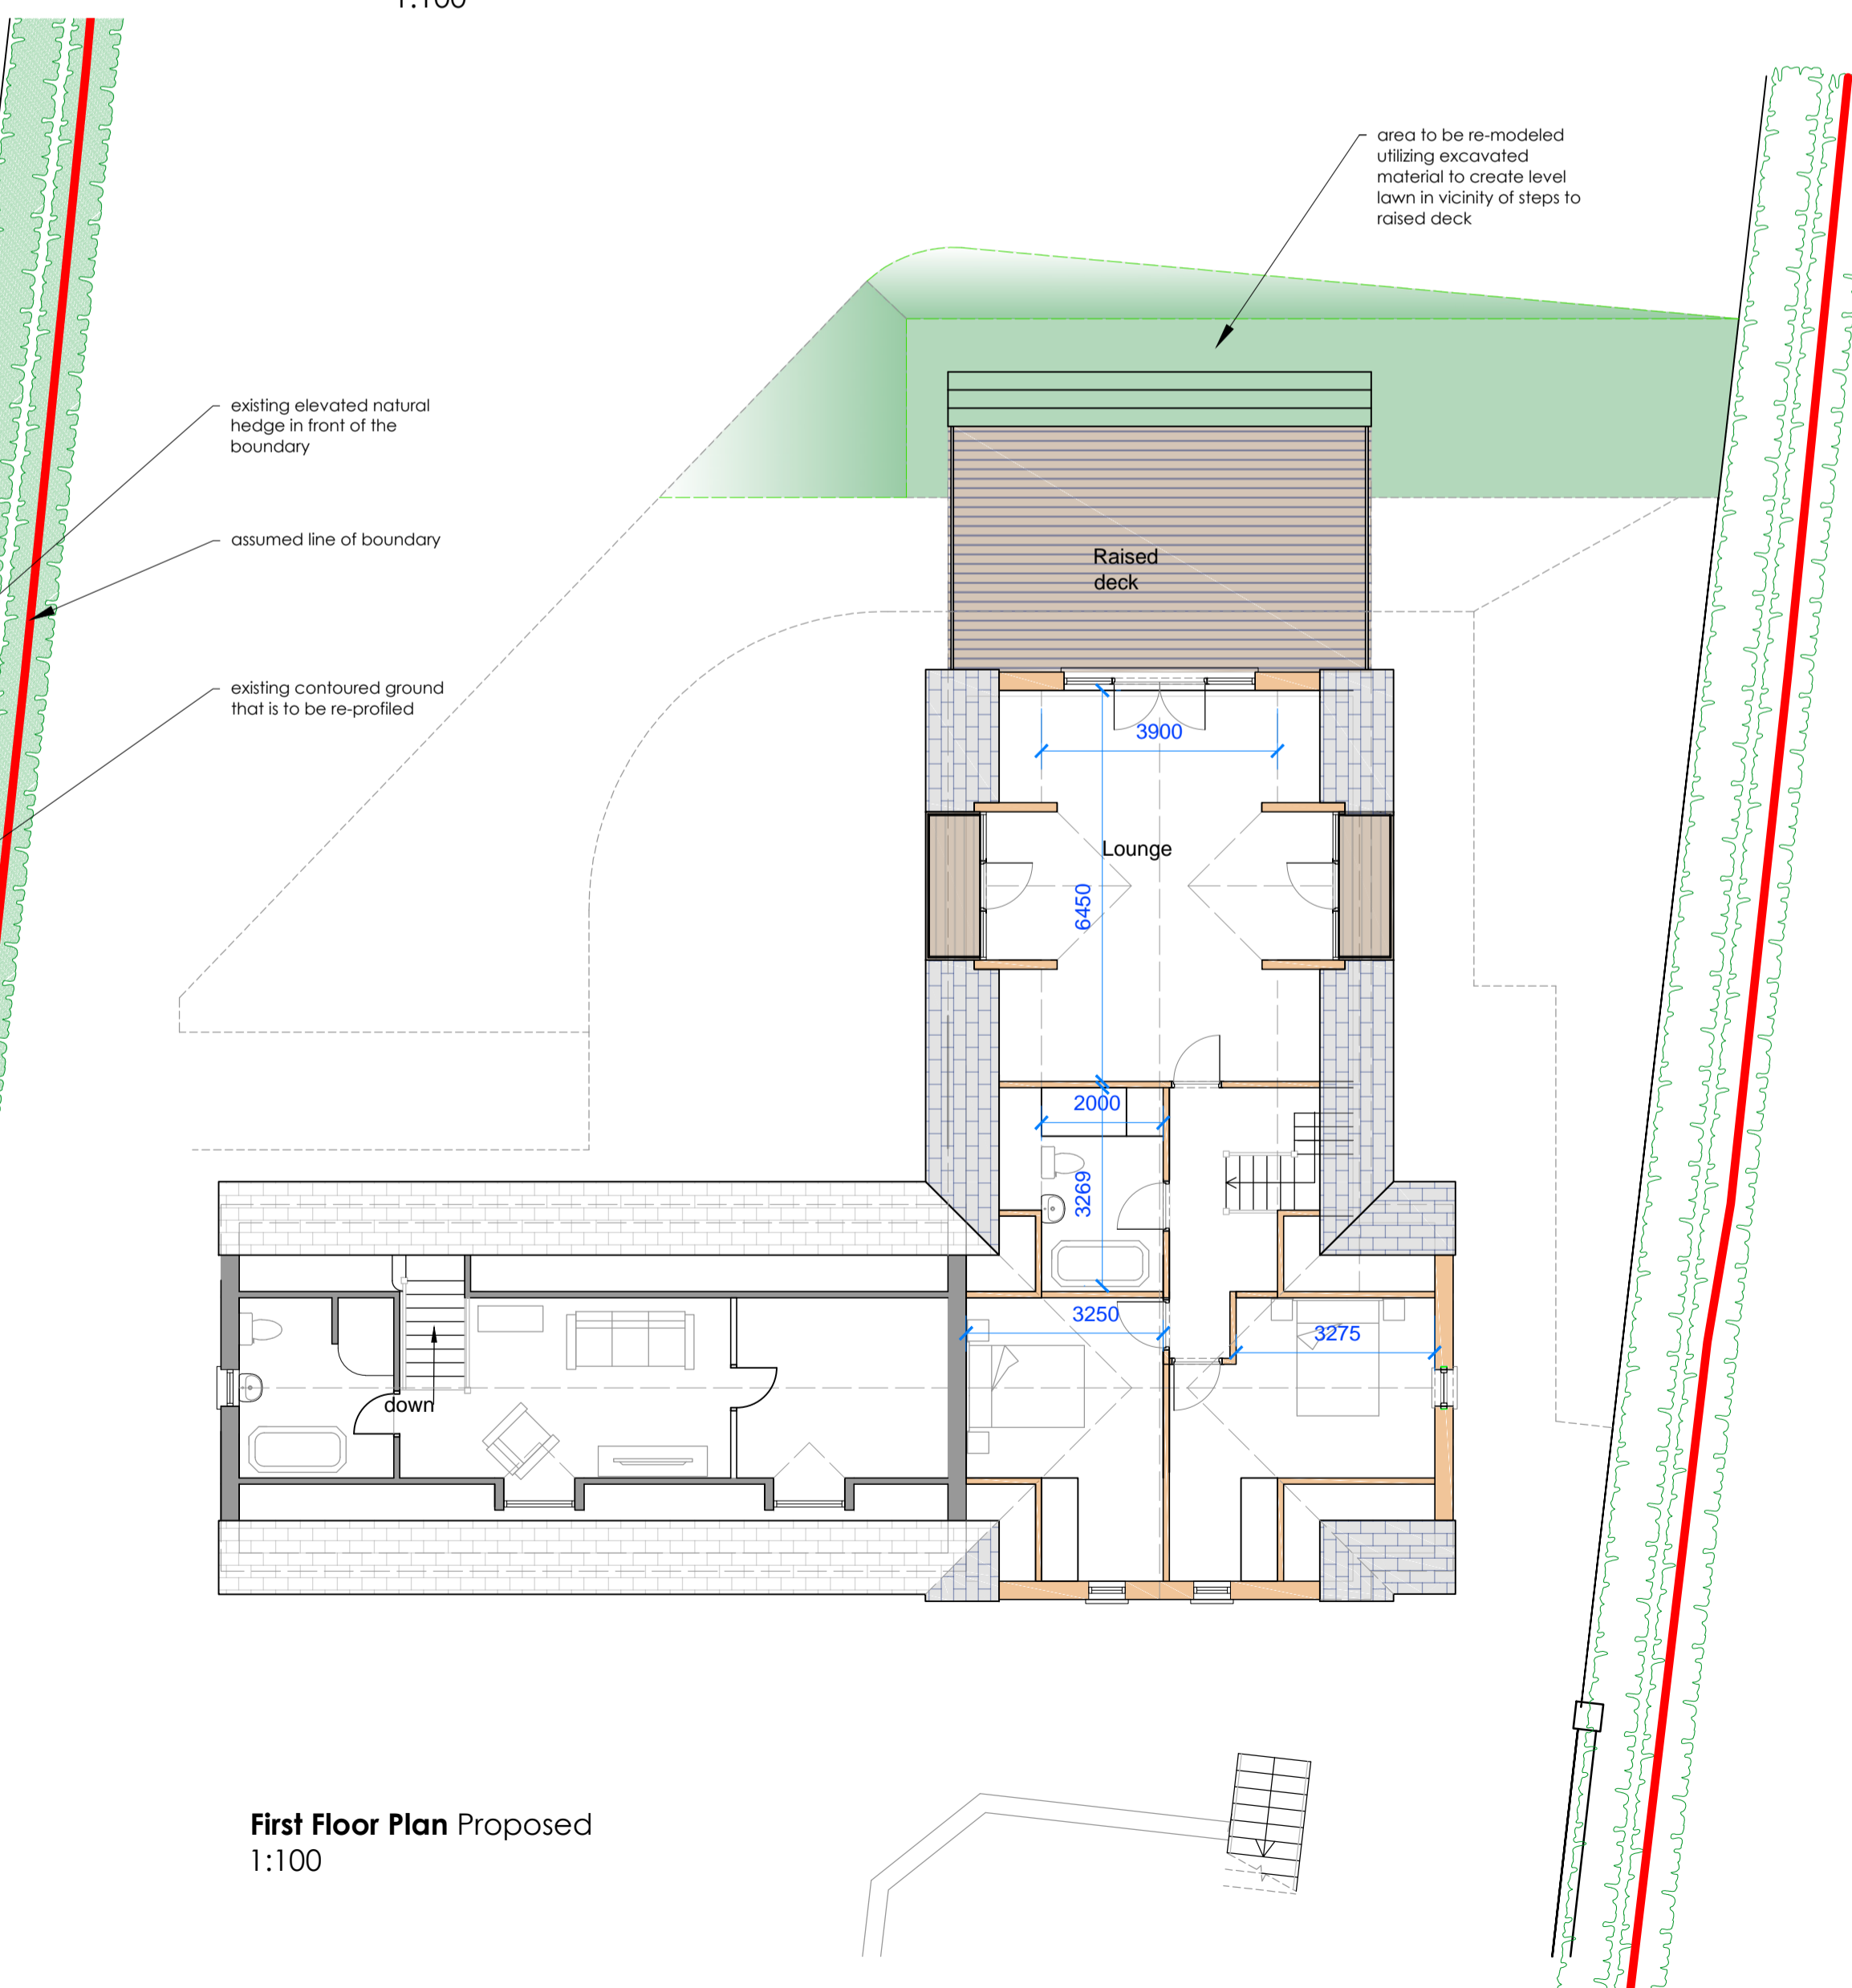 1:100
area to be re-modeled
utilizing excavated
material to create level
lawn in vicinity of steps to
raised deck
existing elevated natural
hedge in front of the
boundary
assumed line of boundary
existing contoured ground
that is to be re-profiled
Raised
deck
3900
Lounge
6450
2000
3269
3250
3275
down
First Floor Plan Proposed
1:100